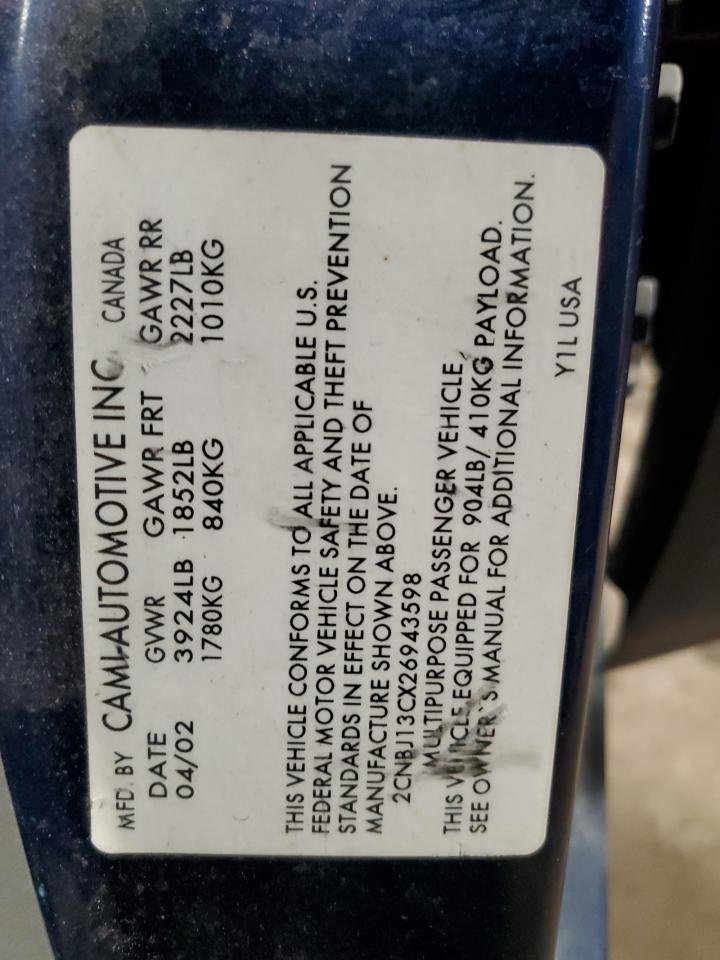 MFD. BY CAMI AUTOMOTIVE INC. CANADA
DATE GVWR GAWR FRT GAWR RR
04/02 3924LB 1852LB 2227LB
1780KG 840KG 1010KG
THIS VEHICLE CONFORMS TO ALL APPLICABLE U.S.
FEDERAL MOTOR VEHICLE SAFETY AND THEFT PREVENTION
STANDARDS IN EFFECT ON THE DATE OF
MANUFACTURE SHOWN ABOVE.
2CNBJ13CX26943598
MULTIPURPOSE PASSENGER VEHICLE
THIS VEHICLE EQUIPPED FOR 904LB/ 410KG PAYLOAD.
SEE OWNER`S MANUAL FOR ADDITIONAL INFORMATION.
Y1L USA